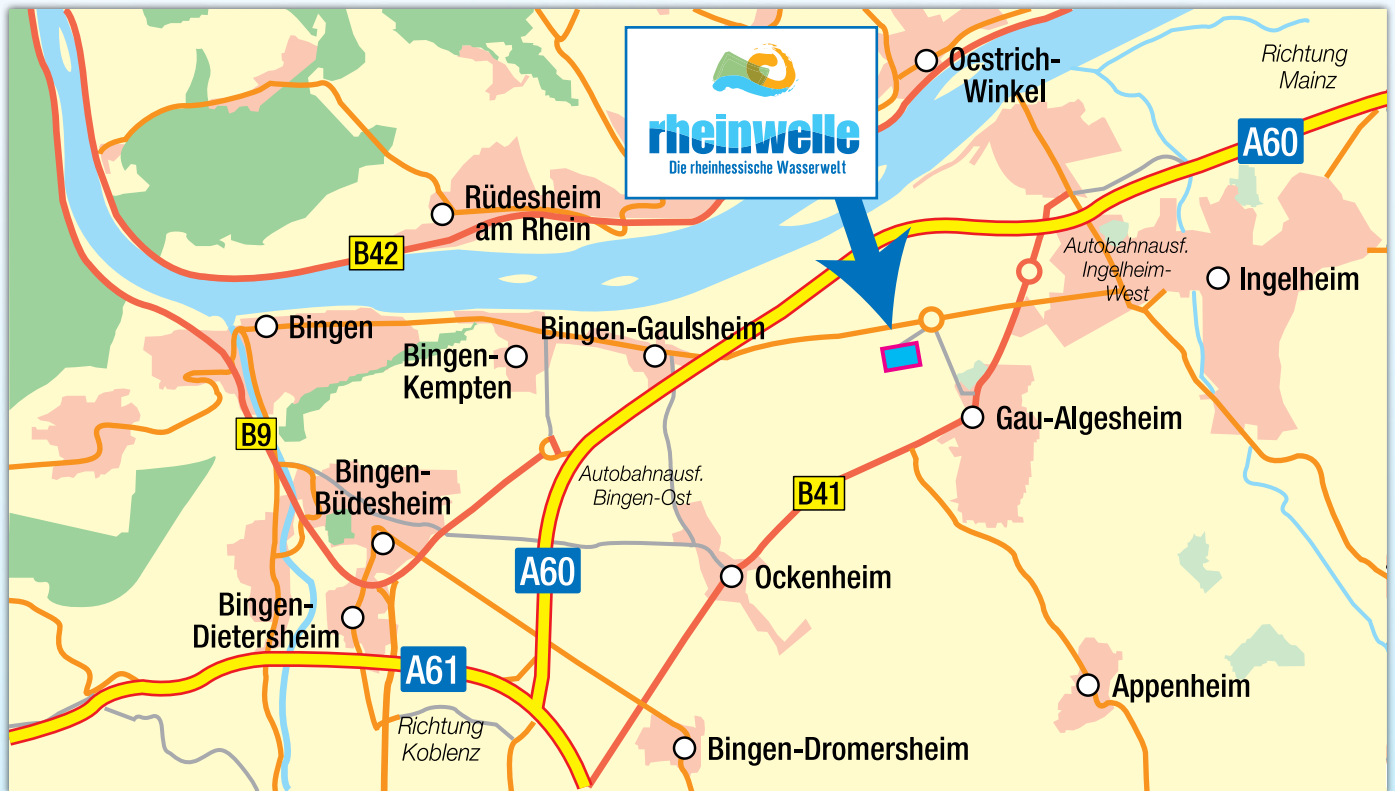 rheinwelle
Die rheinhessische Wasserwelt
Oestrich-
Winkel
Richtung
Mainz
A60
Rüdesheim
am Rhein
B42
Autobahnausf.
Ingelheim-
West
Ingelheim
Bingen
Bingen-Gaulsheim
Bingen-
Kempten
Gau-Algesheim
B9
Bingen-
Büdesheim
Autobahnausf.
Bingen-Ost
B41
A60
Ockenheim
Bingen-
Dietersheim
A61
Appenheim
Richtung
Koblenz
Bingen-Dromersheim